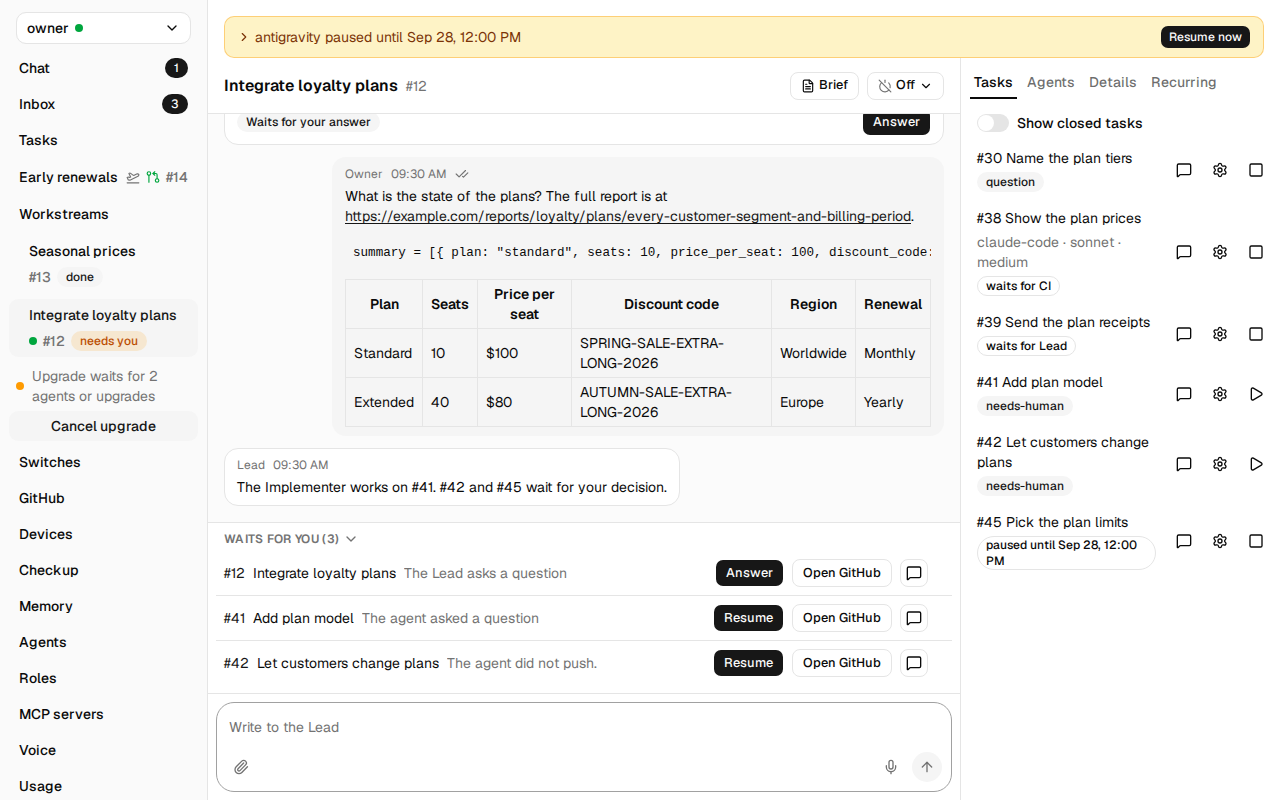 owner
Chat 1
Inbox 3
Tasks
Early renewals #14
Workstreams
Seasonal prices
#13 done
Integrate loyalty plans
#12 needs you
Upgrade waits for 2
agents or upgrades
Cancel upgrade
Switches
GitHub
Devices
Checkup
Memory
Agents
Roles
MCP servers
Voice
Usage
antigravity paused until Sep 28, 12:00 PM
Resume now
Integrate loyalty plans #12
Brief
Off
Waits for your answer
Answer
Owner 09:30 AM
What is the state of the plans? The full report is at
https://example.com/reports/loyalty/plans/every-customer-segment-and-billing-period.
summary = [{ plan: "standard", seats: 10, price_per_seat: 100, discount_code:
Plan Seats Price per seat Discount code Region Renewal
Standard 10 $100 SPRING-SALE-EXTRA-LONG-2026 Worldwide Monthly
Extended 40 $80 AUTUMN-SALE-EXTRA-LONG-2026 Europe Yearly
Lead 09:30 AM
The Implementer works on #41. #42 and #45 wait for your decision.
WAITS FOR YOU (3)
#12 Integrate loyalty plans The Lead asks a question Answer Open GitHub
#41 Add plan model The agent asked a question Resume Open GitHub
#42 Let customers change plans The agent did not push. Resume Open GitHub
Write to the Lead
Tasks Agents Details Recurring
Show closed tasks
#30 Name the plan tiers
question
#38 Show the plan prices
claude-code · sonnet ·
medium
waits for CI
#39 Send the plan receipts
waits for Lead
#41 Add plan model
needs-human
#42 Let customers change
plans
needs-human
#45 Pick the plan limits
paused until Sep 28, 12:00
PM